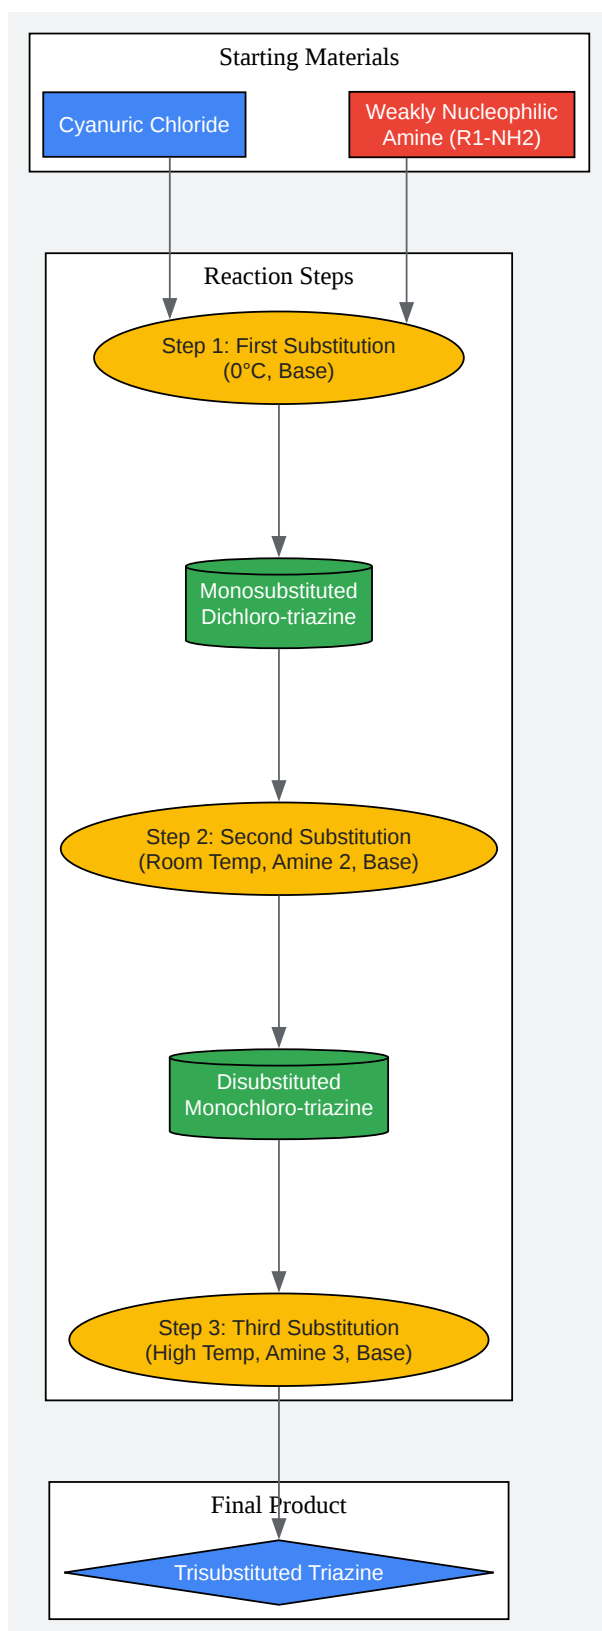 Starting Materials
Cyanuric Chloride
Weakly Nucleophilic
Amine (R1-NH2)
Reaction Steps
Step 1: First Substitution
(0°C, Base)
Monosubstituted
Dichloro-triazine
Step 2: Second Substitution
(Room Temp, Amine 2, Base)
Disubstituted
Monochloro-triazine
Step 3: Third Substitution
(High Temp, Amine 3, Base)
Final Product
Trisubstituted Triazine